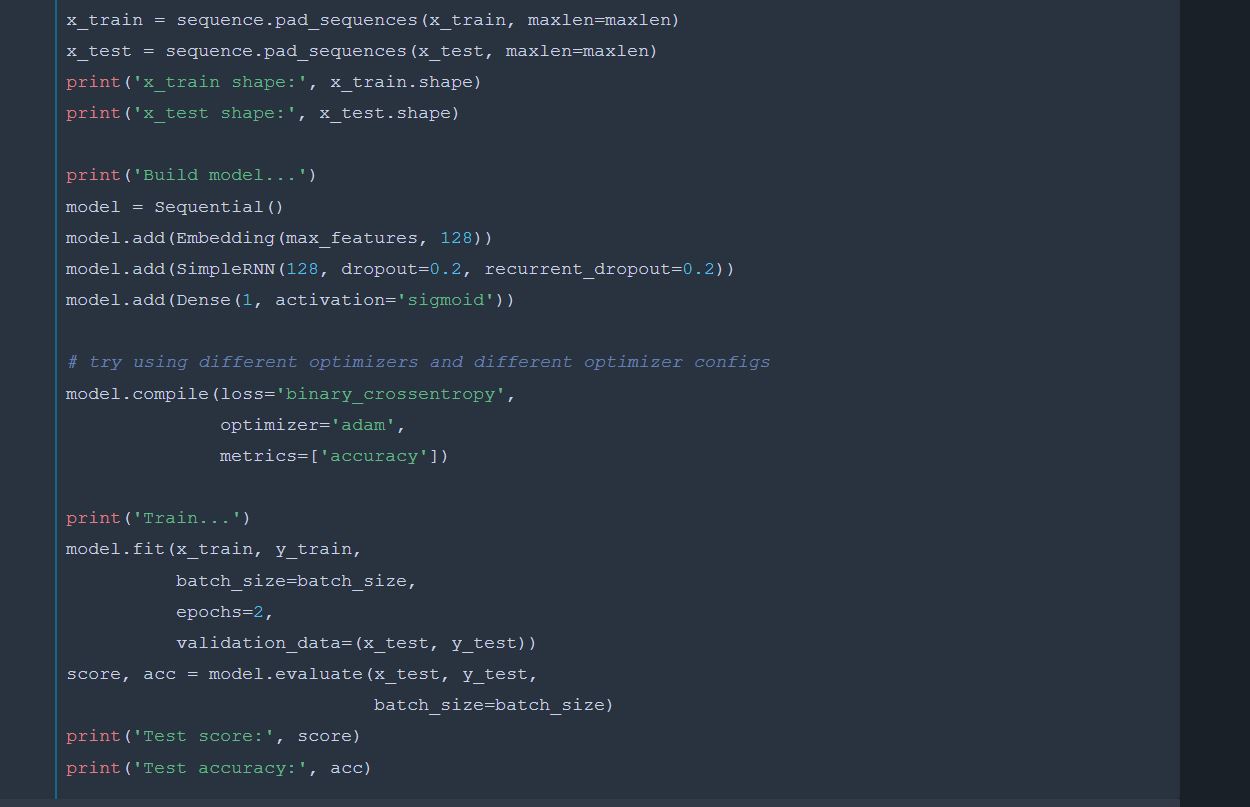 x_train = sequence.pad_sequences(x_train, maxlen=maxlen)
x_test = sequence.pad_sequences(x_test, maxlen=maxlen)
print('x_train shape:', x_train.shape)
print('x_test shape:', x_test.shape)

print('Build model...')
model = Sequential()
model.add(Embedding(max_features, 128))
model.add(SimpleRNN(128, dropout=0.2, recurrent_dropout=0.2))
model.add(Dense(1, activation='sigmoid'))

# try using different optimizers and different optimizer configs
model.compile(loss='binary_crossentropy',
              optimizer='adam',
              metrics=['accuracy'])

print('Train...')
model.fit(x_train, y_train,
          batch_size=batch_size,
          epochs=2,
          validation_data=(x_test, y_test))
score, acc = model.evaluate(x_test, y_test,
                            batch_size=batch_size)
print('Test score:', score)
print('Test accuracy:', acc)